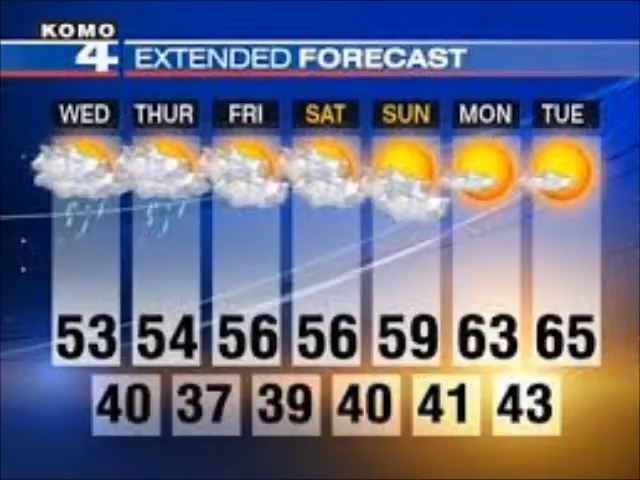 KOMO
4 EXTENDED FORECAST
WED THUR FRI SAT SUN MON TUE
53 54 56 56 59 63 65
40 37 39 40 41 43